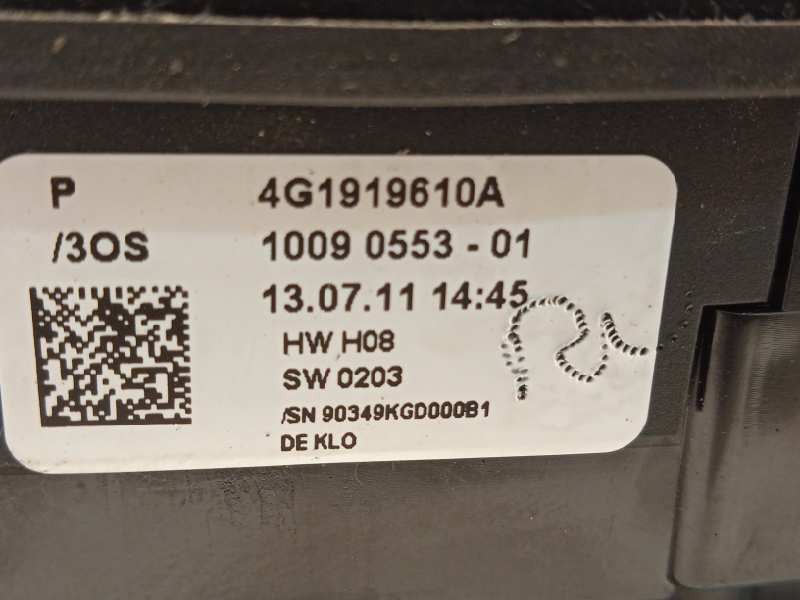 P 4G1919610A
/3OS 1009 0553 - 01
13.07.11 14:45
HW H08
SW 0203
/SN 90349KGD000B1
DE KLO